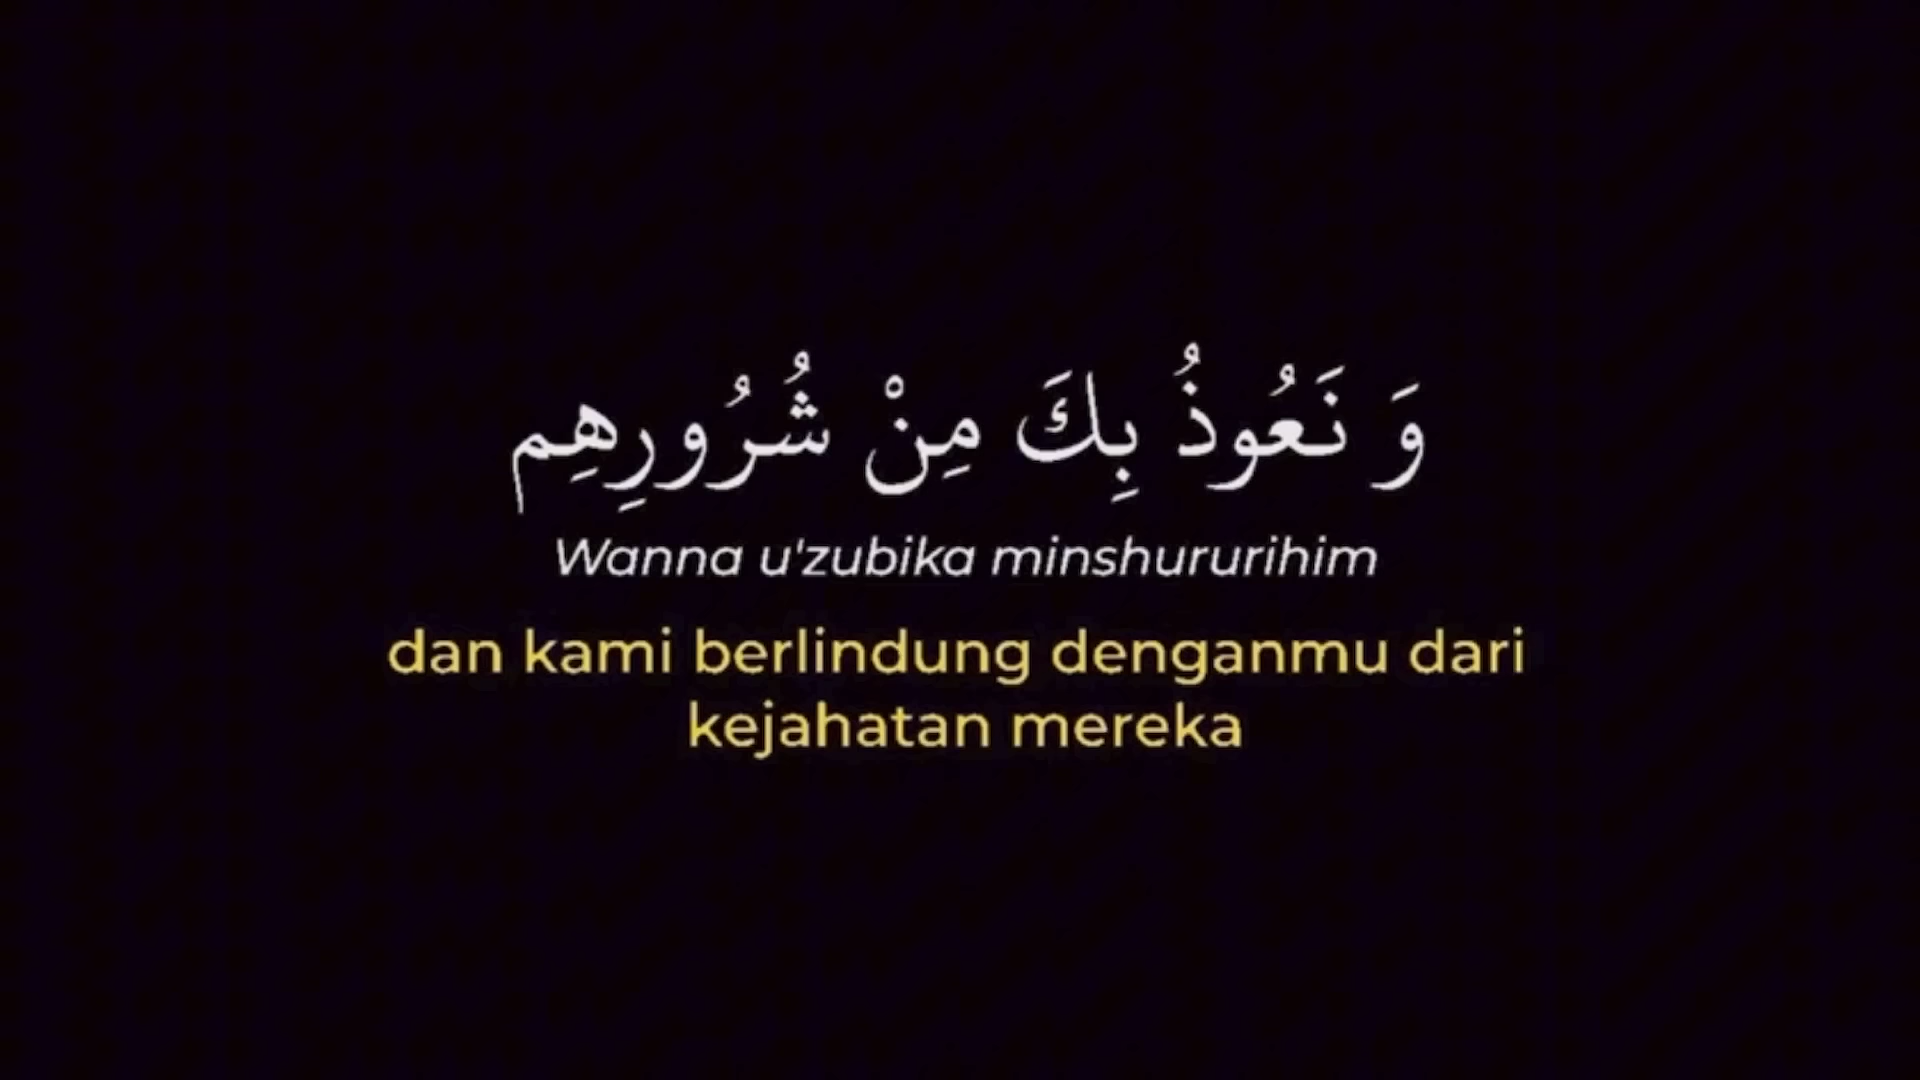 وَ نَعُوذُ بِكَ مِنْ شُرُورِهِم
Wanna u'zubika minshururihim
dan kami berlindung denganmu dari
kejahatan mereka